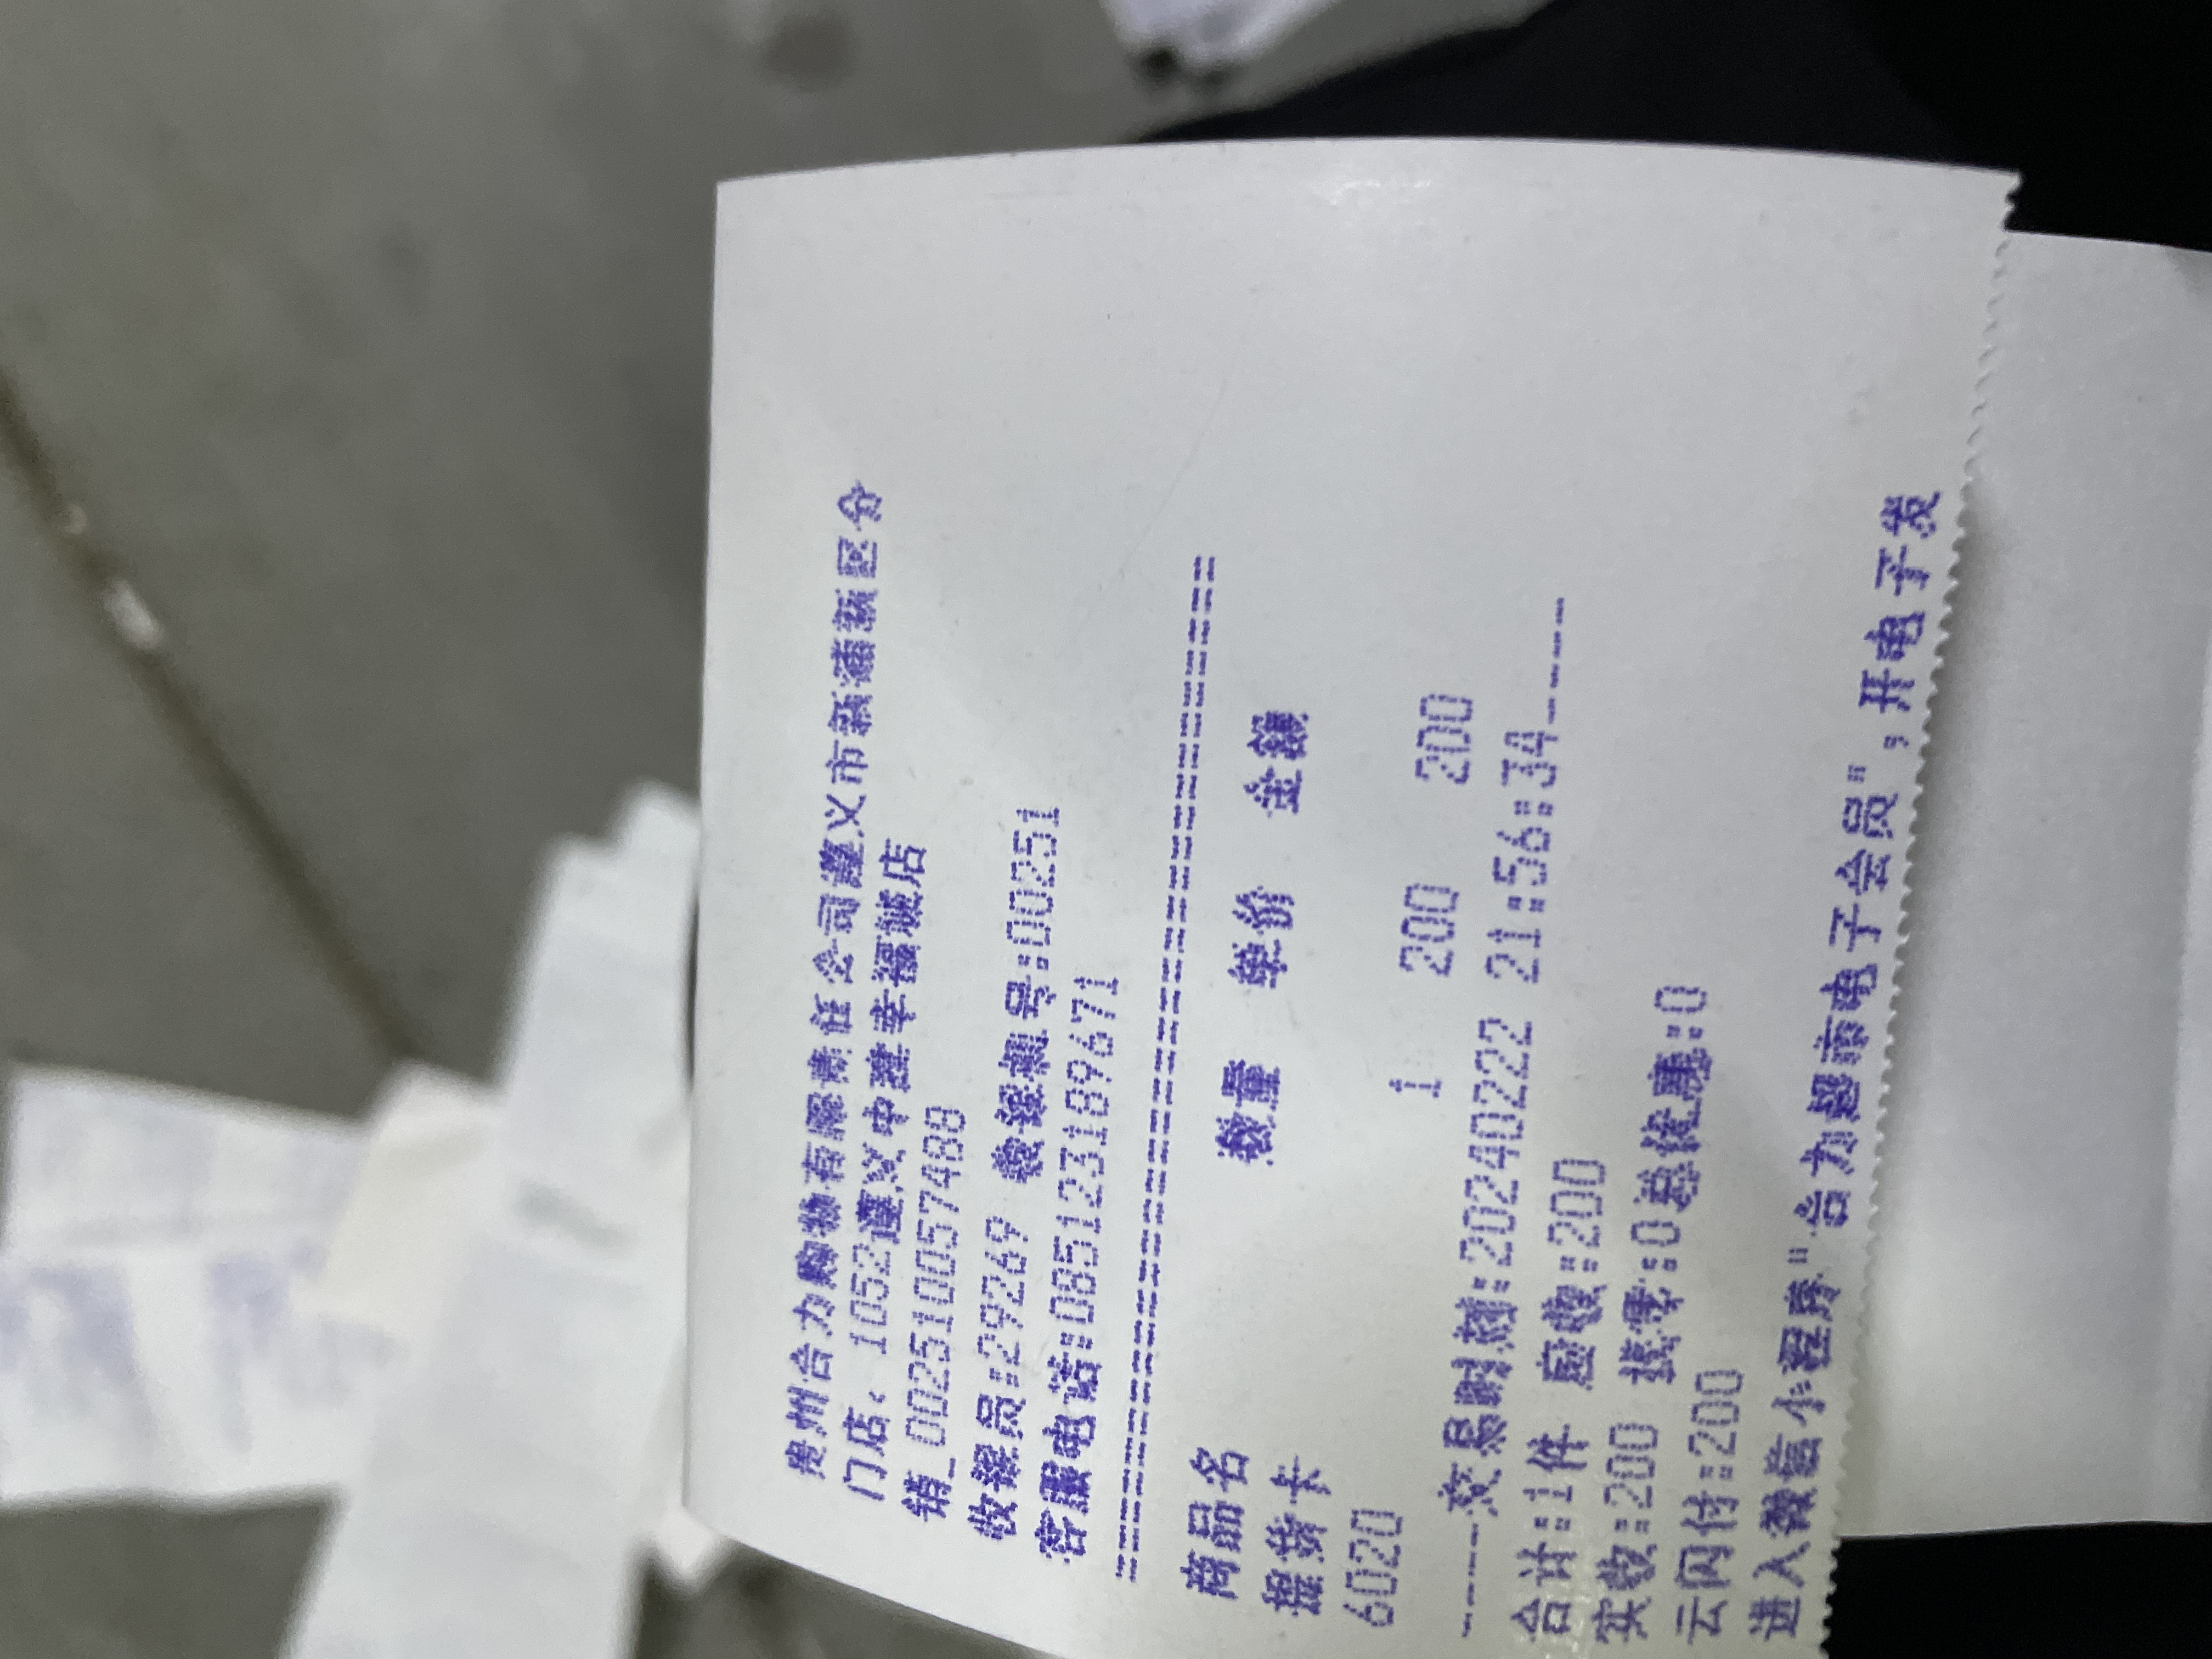 贵州合力购物有限责任公司遵义市新蒲新区分
门店：1052遵义中建幸福城店
销_002510057488
收银员:29269 收银机号:00251
客服电话:085123189671
================================
商品名 数量 单价 金额
提货卡
6020 1 200 200
-----交易时间:20240222 21:56:34-----
合计:1件 应收:200
实收:200 找零:0总优惠:0
云闪付:200
进入微信小程序"合力超市电子会员",开电子发